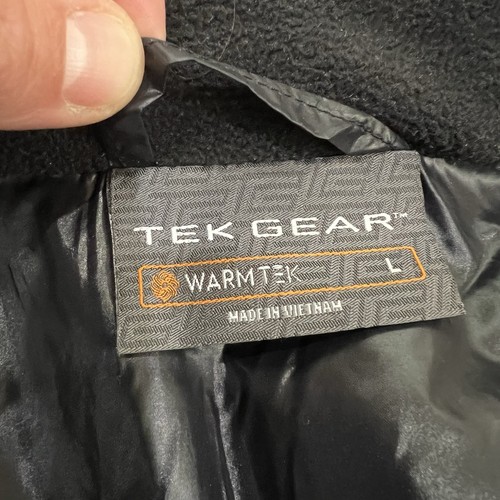 TEK GEAR™
WARMTEK L
MADE IN VIETNAM